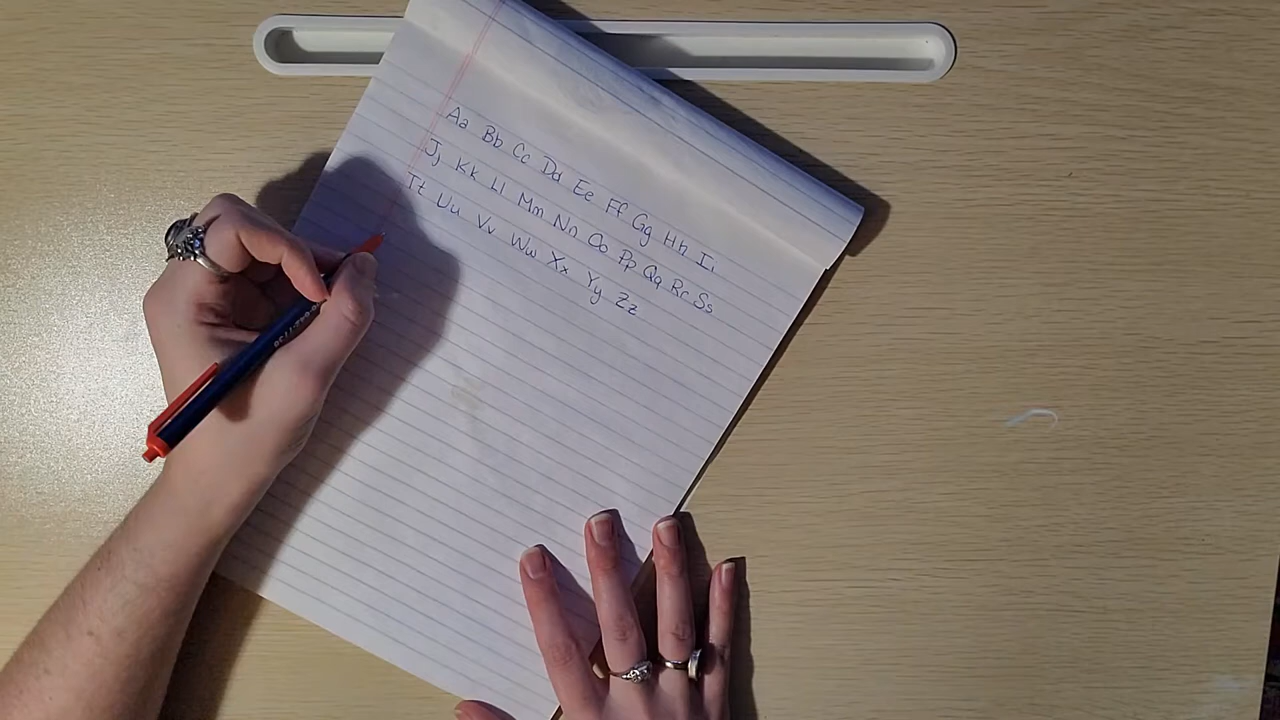 Aa Bb Cc Dd Ee Ff Gg Hh Ii
Jj Kk Ll Mm Nn Oo Pp Qq Rr Ss
Tt Uu Vv Ww Xx Yy Zz